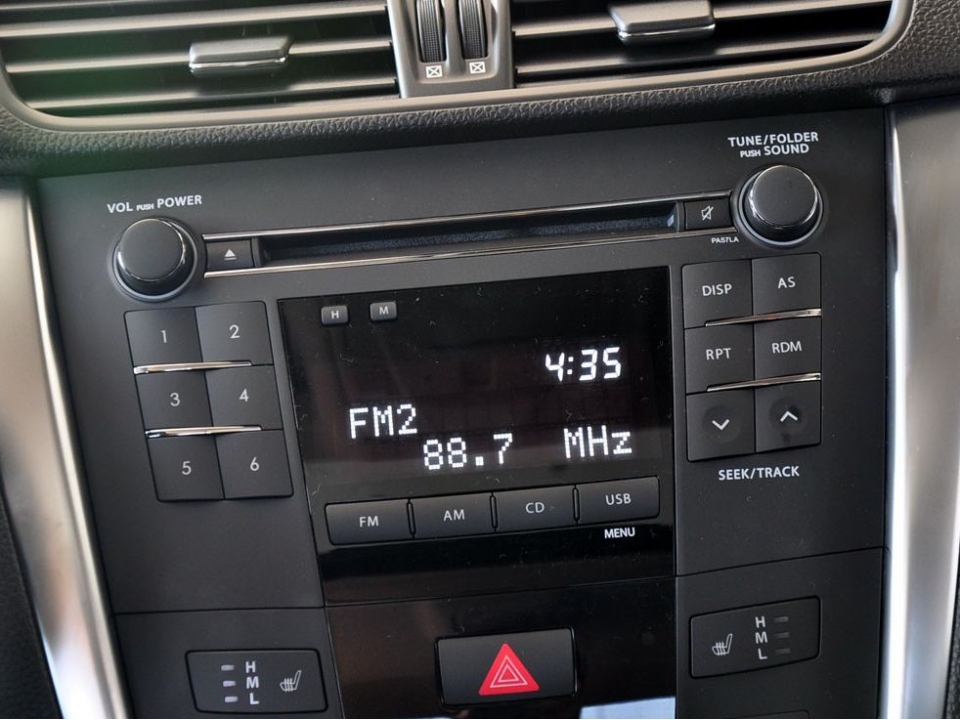 TUNE/FOLDER
PUSH SOUND
VOL PUSH POWER
PASTLA
DISP AS
H M
1 2
4:35
RPT RDM
3 4
FM2
88.7 MHz
5 6
SEEK/TRACK
FM AM CD USB
MENU
H
M
L
H
M
L